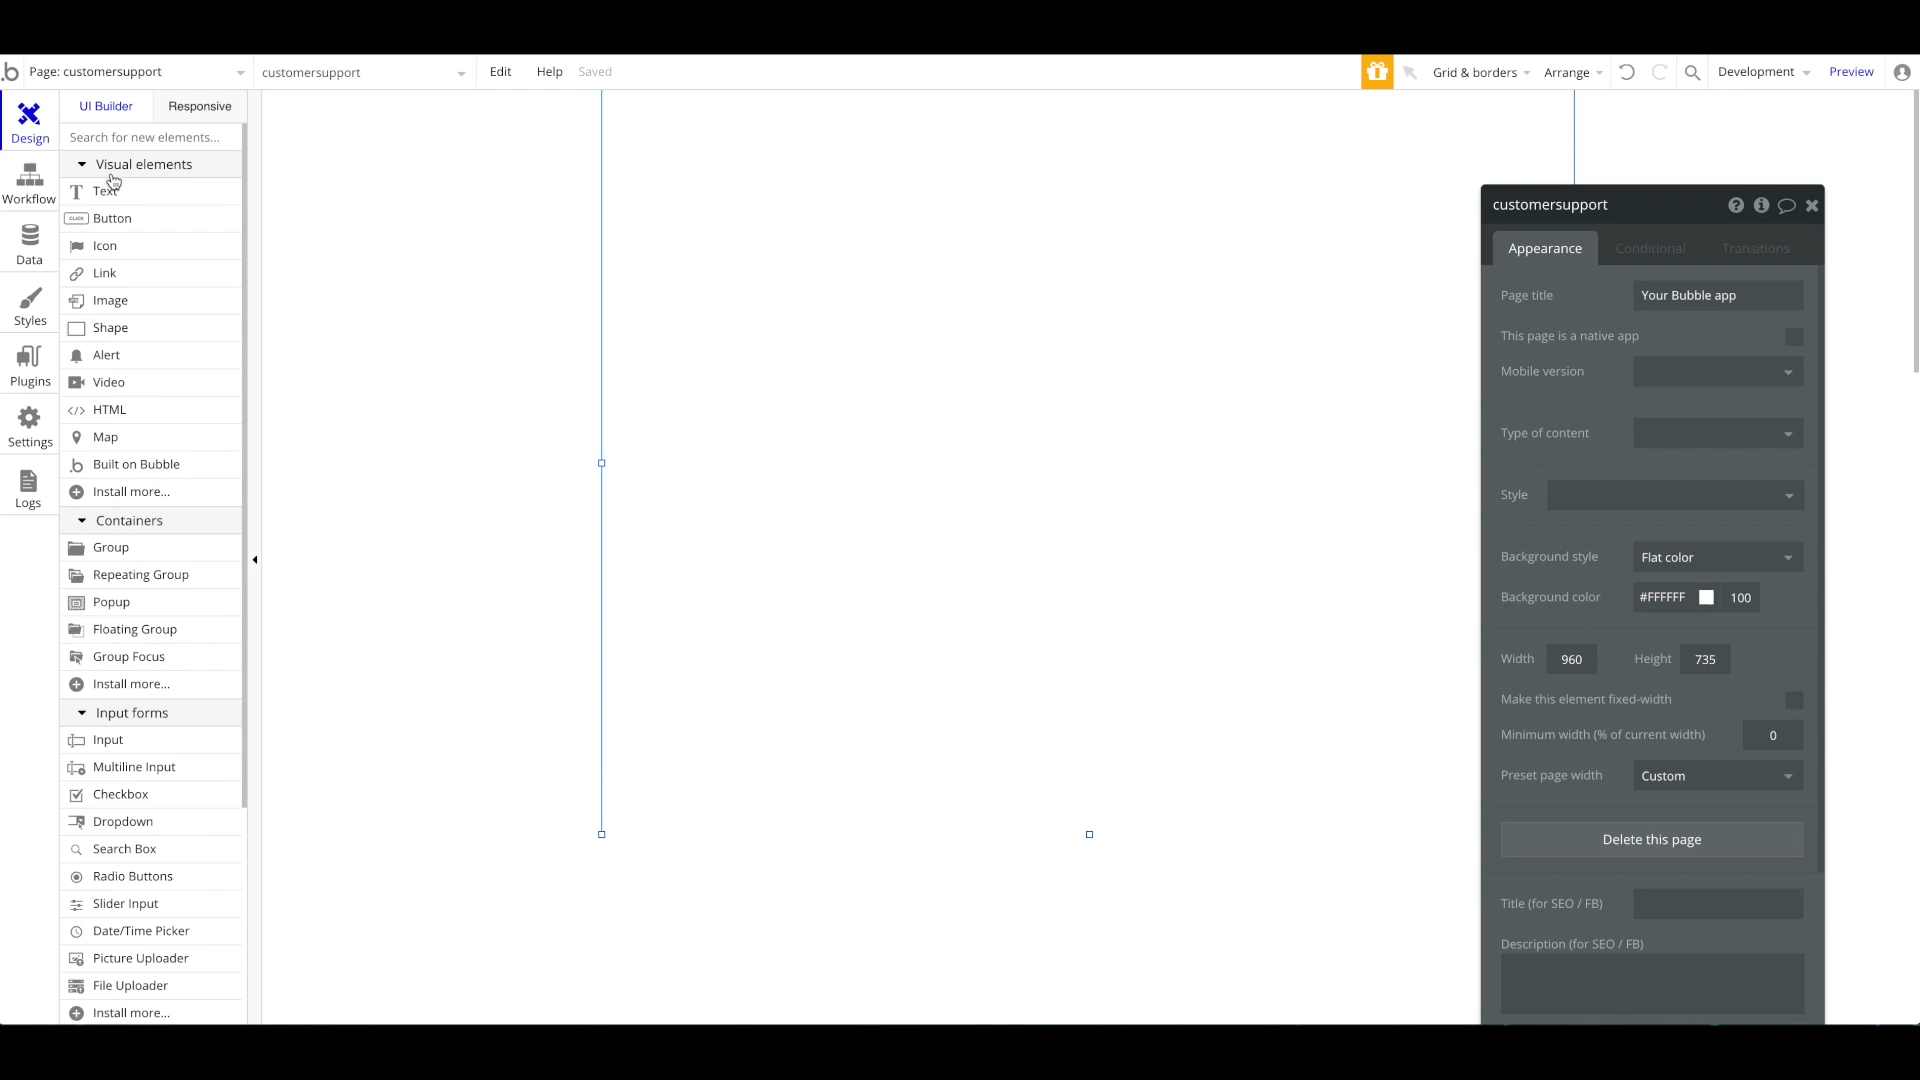 Page: customersupport
customersupport
Edit
Help
Saved
Grid & borders
Arrange
Development
Preview
Design
Workflow
Data
Styles
Plugins
Settings
Logs
UI Builder
Responsive
Search for new elements...
Visual elements
Text
CLICK Button
Icon
Link
Image
Shape
Alert
Video
</> HTML
Map
Built on Bubble
Install more...
Containers
Group
Repeating Group
Popup
Floating Group
Group Focus
Install more...
Input forms
Input
Multiline Input
Checkbox
Dropdown
Search Box
Radio Buttons
Slider Input
Date/Time Picker
Picture Uploader
File Uploader
Install more...
customersupport
Appearance
Conditional
Transitions
Page title
Your Bubble app
This page is a native app
Mobile version
Type of content
Style
Background style
Flat color
Background color
#FFFFFF
100
Width
960
Height
735
Make this element fixed-width
Minimum width (% of current width)
0
Preset page width
Custom
Delete this page
Title (for SEO / FB)
Description (for SEO / FB)